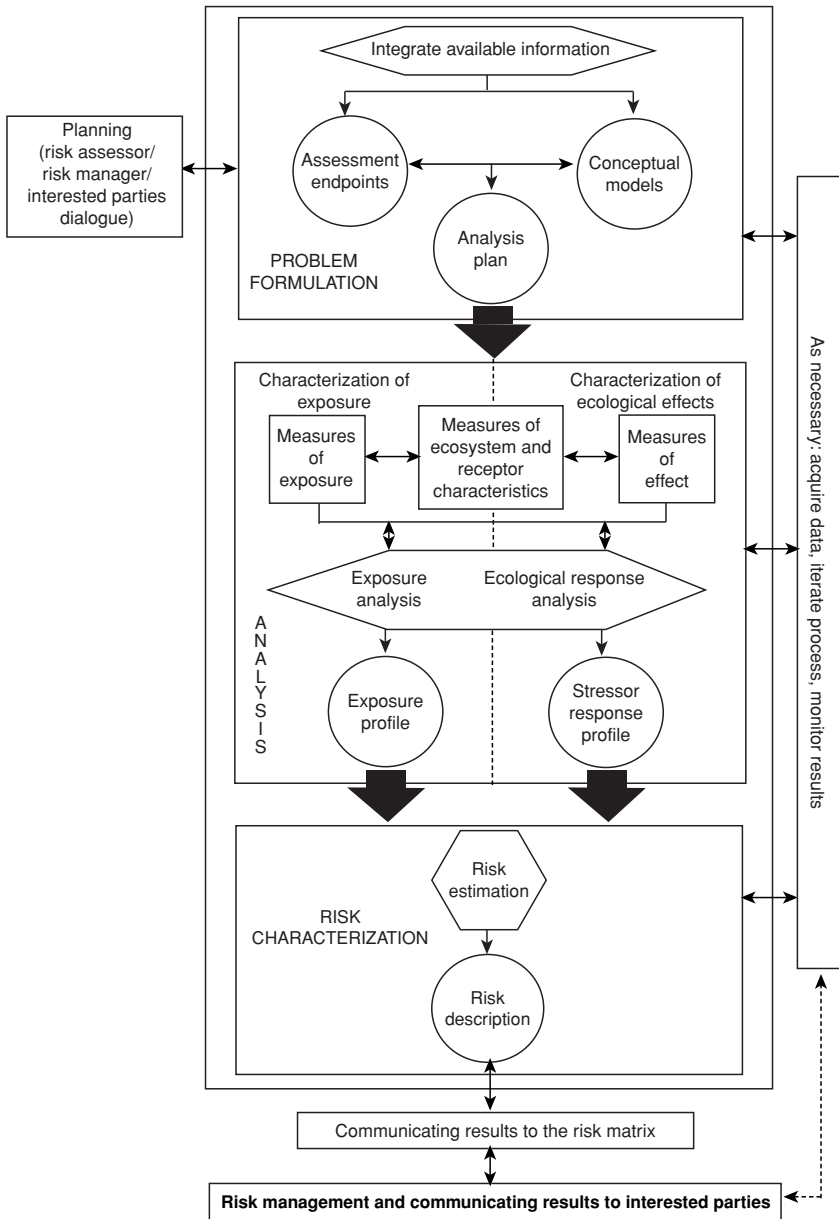 Integrate available information
Planning
(risk assessor/
risk manager/
interested parties
dialogue)
Assessment
endpoints
Conceptual
models
Analysis
plan
PROBLEM
FORMULATION
As necessary: acquire data, iterate process, monitor results
Characterization of
exposure
Characterization of
ecological effects
Measures
of
exposure
Measures of
ecosystem and
receptor
characteristics
Measures
of
effect
Exposure
analysis
Ecological response
analysis
ANALYSIS
Exposure
profile
Stressor
response
profile
Risk
estimation
RISK
CHARACTERIZATION
Risk
description
Communicating results to the risk matrix
Risk management and communicating results to interested parties